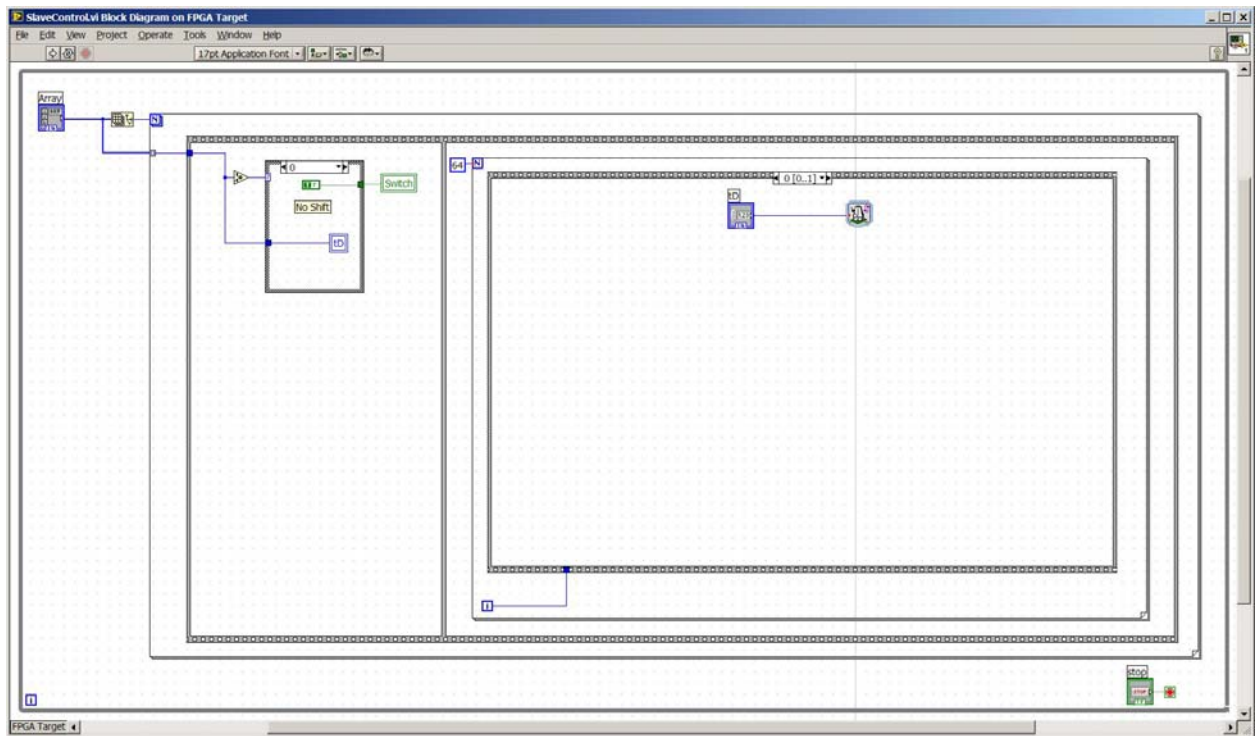 SlaveControl.vi Block Diagram on FPGA Target
File Edit View Project Operate Tools Window Help
17pt Application Font
Array
N
0
Switch
No Shift
tD
64 N
0 [0..1]
tD
i
stop
STOP
i
FPGA Target